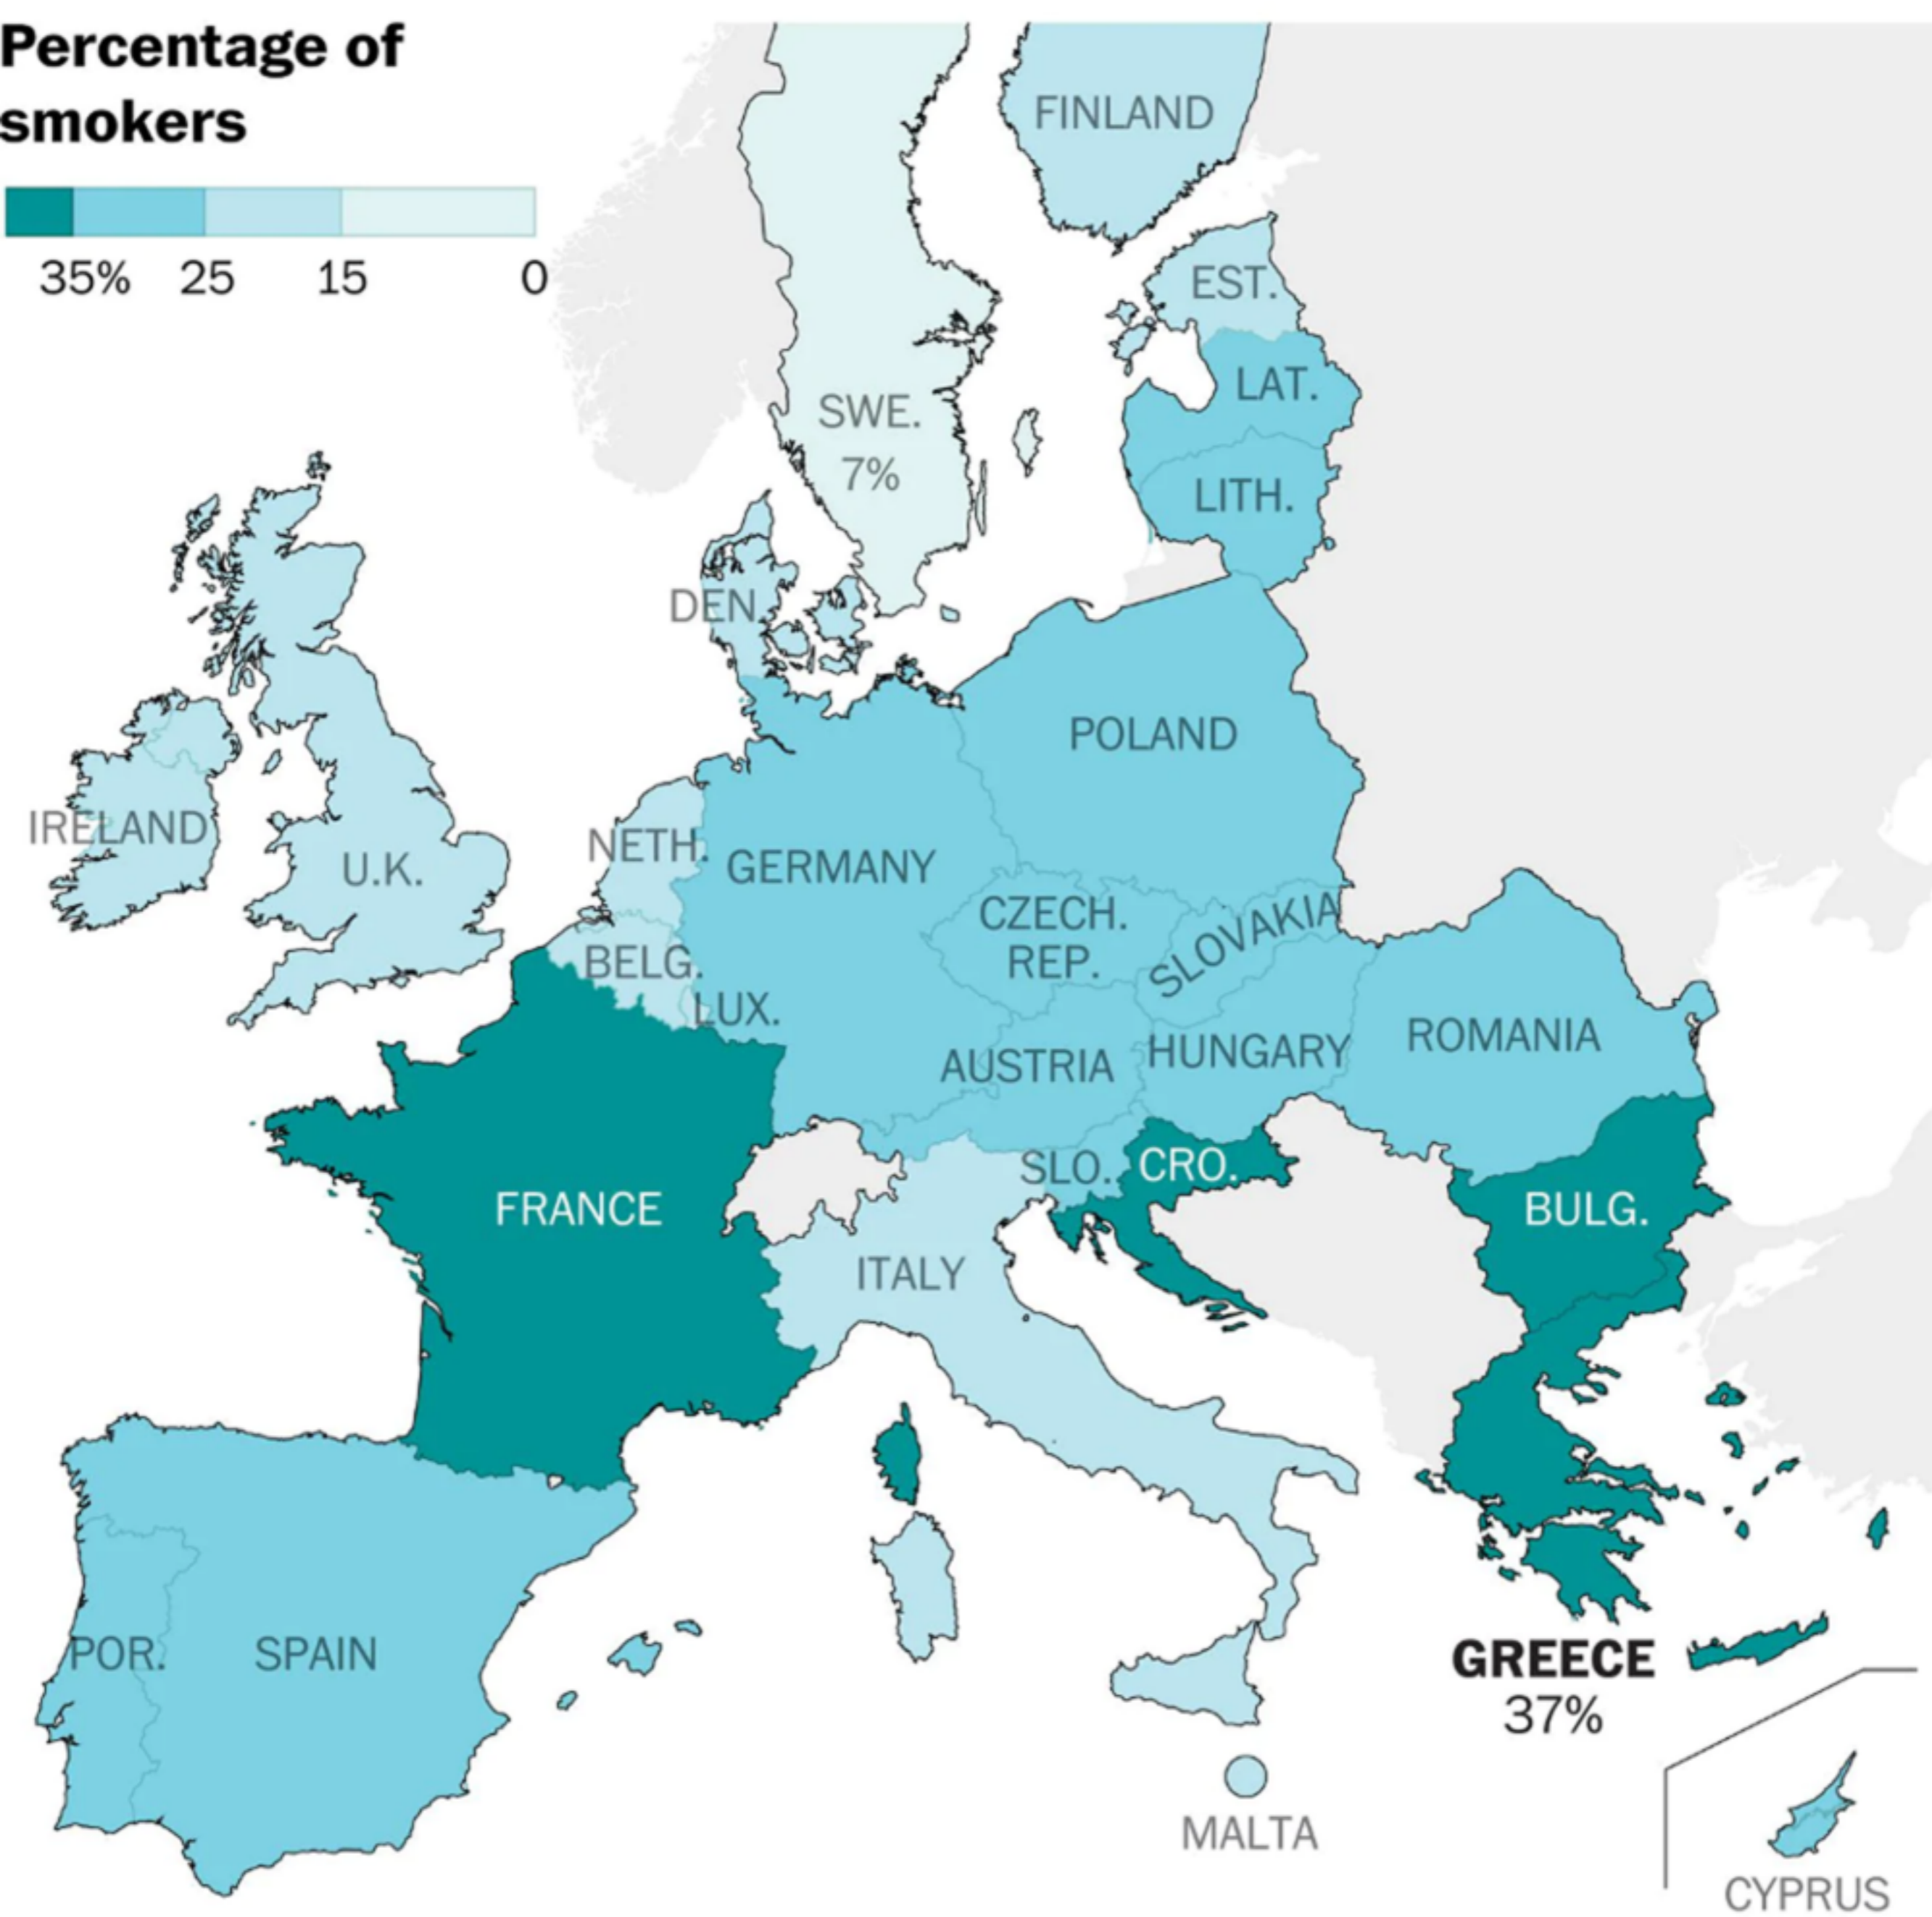 Percentage of
smokers
35% 25 15 0
FINLAND
EST.
LAT.
SWE.
7%
LITH.
DEN.
POLAND
IRELAND
U.K.
NETH.
GERMANY
CZECH.
REP.
SLOVAKIA
BELG.
LUX.
AUSTRIA
HUNGARY
ROMANIA
SLO.
CRO.
FRANCE
BULG.
ITALY
POR.
SPAIN
GREECE
37%
MALTA
CYPRUS